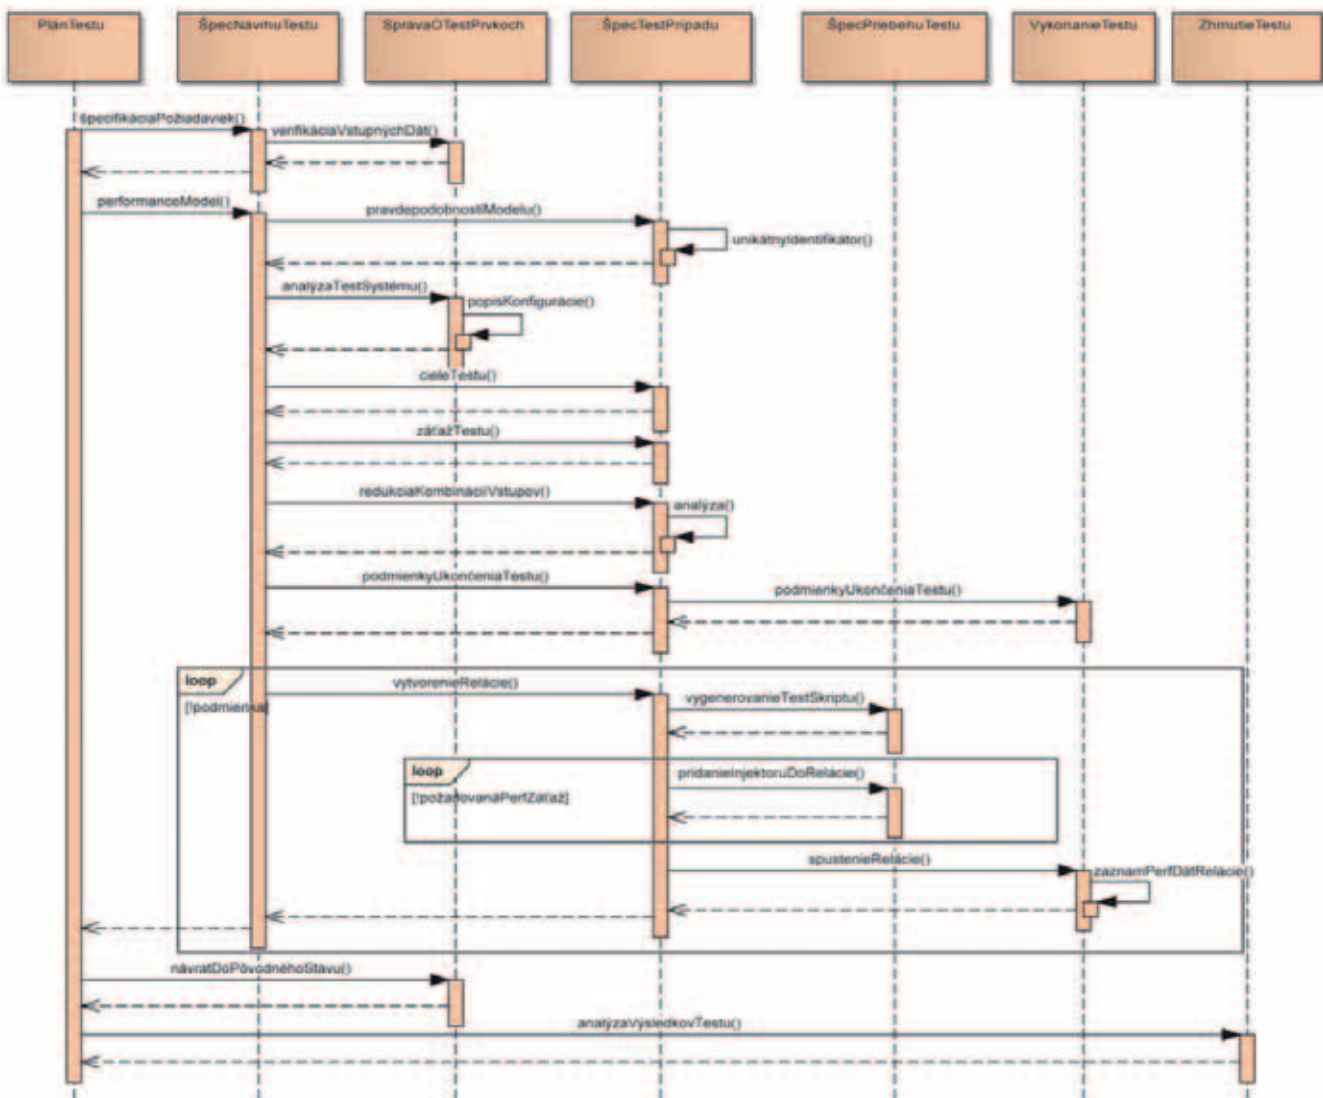 PlánTestu
ŠpecNávrhuTestu
SprávaOTestPrvkoch
ŠpecTestPrípadu
ŠpecPriebehuTestu
VykonanieTestu
ZhrnutieTestu
špecifikáciaPožiadaviek()
verifikáciaVstupnýchDát()
performanceModel()
pravdepodobnostiModelu()
unikátnyIdentifikátor()
analýzaTestSystému()
popisKonfigurácie()
cieleTestu()
záťažTestu()
redukciaKombináciíVstupov()
analýza()
podmienkyUkončeniaTestu()
podmienkyUkončeniaTestu()
loop
[!podmienka]
vytvorenieRelácie()
vygenerovanieTestSkriptu()
loop
[!požadovanáPerfZáťaž]
pridanieInjektoruDoRelácie()
spustenieRelácie()
zaznamPerfDátRelácie()
návratDoPôvodnéhoStavu()
analýzaVýsledkovTestu()